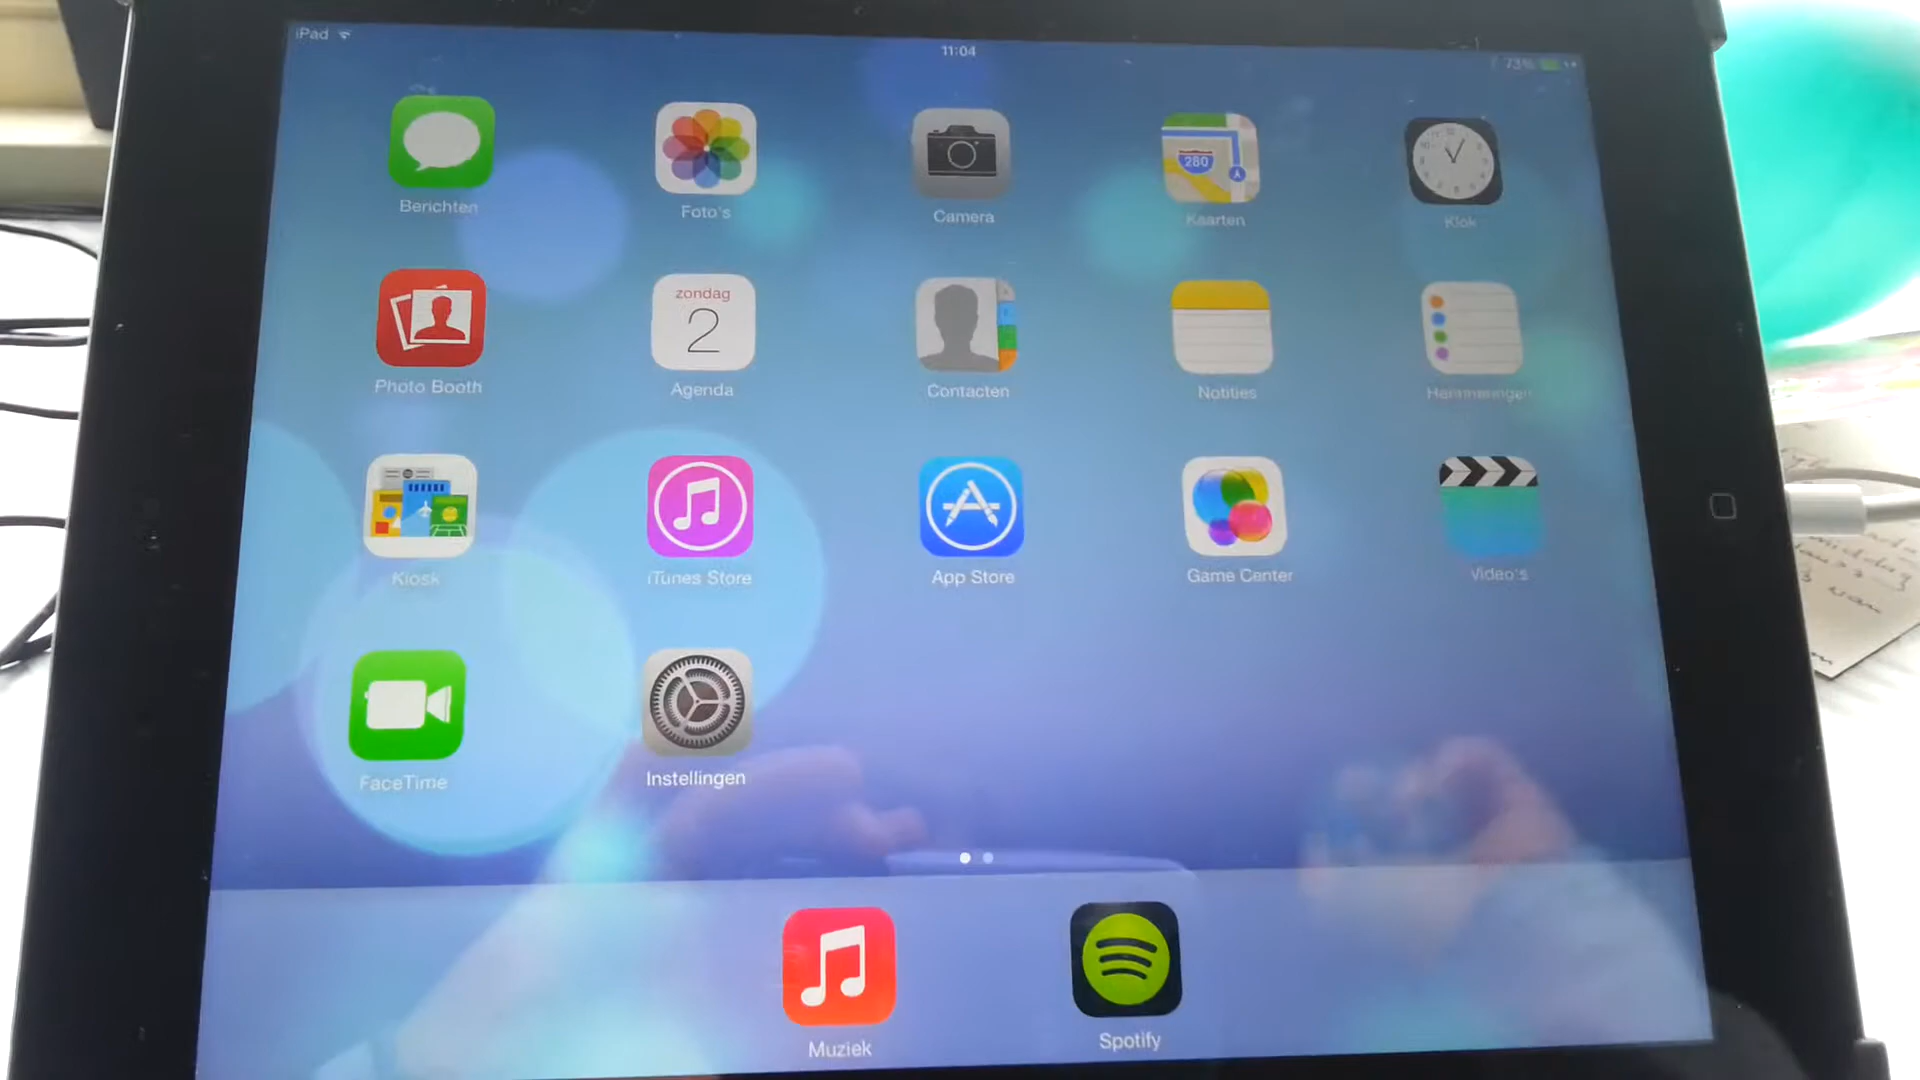 iPad
11:04
73%
Berichten
Foto's
Camera
280
A
Kaarten
Klok
Photo Booth
zondag
2
Agenda
Contacten
Notities
Herinneringen
Kiosk
iTunes Store
App Store
Game Center
Video's
FaceTime
Instellingen
Muziek
Spotify